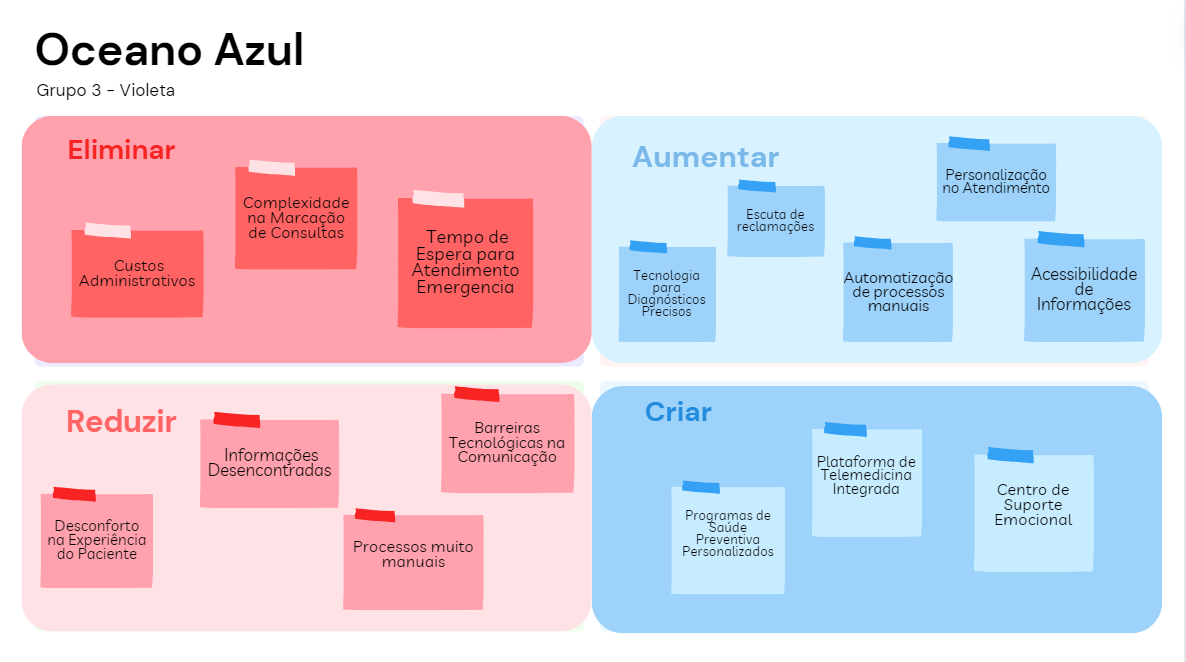 Oceano Azul
Grupo 3 - Violeta
Eliminar
Custos
Administrativos
Complexidade
na Marcação
de Consultas
Tempo de
Espera para
Atendimento
Emergencia
Aumentar
Tecnologia
para
Diagnósticos
Precisos
Escuta de
reclamações
Automatização
de processos
manuais
Personalização
no Atendimento
Acessibilidade
de
Informações
Reduzir
Desconforto
na Experiência
do Paciente
Informações
Desencontradas
Processos muito
manuais
Barreiras
Tecnológicas na
Comunicação
Criar
Programas de
Saúde
Preventiva
Personalizados
Plataforma de
Telemedicina
Integrada
Centro de
Suporte
Emocional